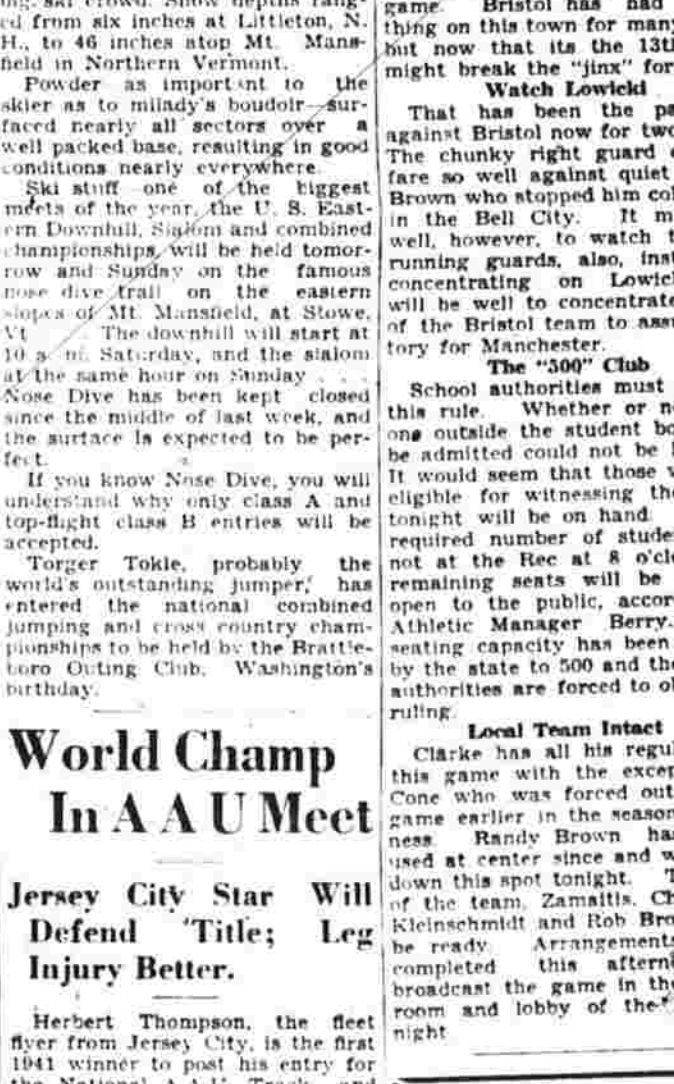 ing. ski crowd. Snow depths rang-
ed from six inches at Littleton, N.
H., to 46 inches atop Mt. Mans-
field in Northern Vermont.
Powder as important to the
skier as to milady's boudoir—sur-
faced nearly all sectors over a
well packed base, resulting in good
conditions nearly everywhere.
Ski stuff one of the biggest
meets of the year, the U. S. East-
ern Downhill, Slalom and combined
championships will be held tomor-
row and Sunday on the famous
nose dive trail on the eastern
slopes of Mt. Mansfield, at Stowe,
Vt . The downhill will start at
10 a. m. Saturday, and the slalom
at the same hour on Sunday . . .
Nose Dive has been kept closed
since the middle of last week, and
the surface is expected to be per-
fect.
If you know Nose Dive, you will
understand why only class A and
top-flight class B entries will be
accepted.
Torger Tokle, probably the
world's outstanding jumper, has
entered the national combined
jumping and cross country cham-
pionships to be held by the Brattle-
boro Outing Club, Washington's
birthday.
World Champ
In A A U Meet
Jersey City Star Will
Defend 'Title; Leg
Injury Better.
Herbert Thompson, the fleet
flyer from Jersey City, is the first
1941 winner to post his entry for
the National A.A.U. Track and
game. Bristol has had
thing on this town for many
but now that its the 13th
might break the "jinx" for
Watch Lowicki
That has been the pa
against Bristol now for two
The chunky right guard
fare so well against quiet
Brown who stopped him col
in the Bell City. It m
well, however, to watch t
running guards, also, inst
concentrating on Lowick
will be well to concentrate
of the Bristol team to assu
tory for Manchester.
The "500" Club
School authorities must
this rule. Whether or n
one outside the student bo
be admitted could not be
It would seem that those w
eligible for witnessing the
tonight will be on hand.
required number of stude
not at the Rec at 8 o'cl
remaining seats will be
open to the public, accor
Athletic Manager Berry.
seating capacity has been
by the state to 500 and the
authorities are forced to o
ruling.
Local Team Intact
Clarke has all his regul
this game with the excep
Cone who was forced out
game earlier in the season
ness. Randy Brown ha
used at center since and w
down this spot tonight. T
of the team, Zamaitis, Ch
Kleinschmidt and Rob Bro
be ready. Arrangements
completed this aftern
broadcast the game in the
room and lobby of the
night